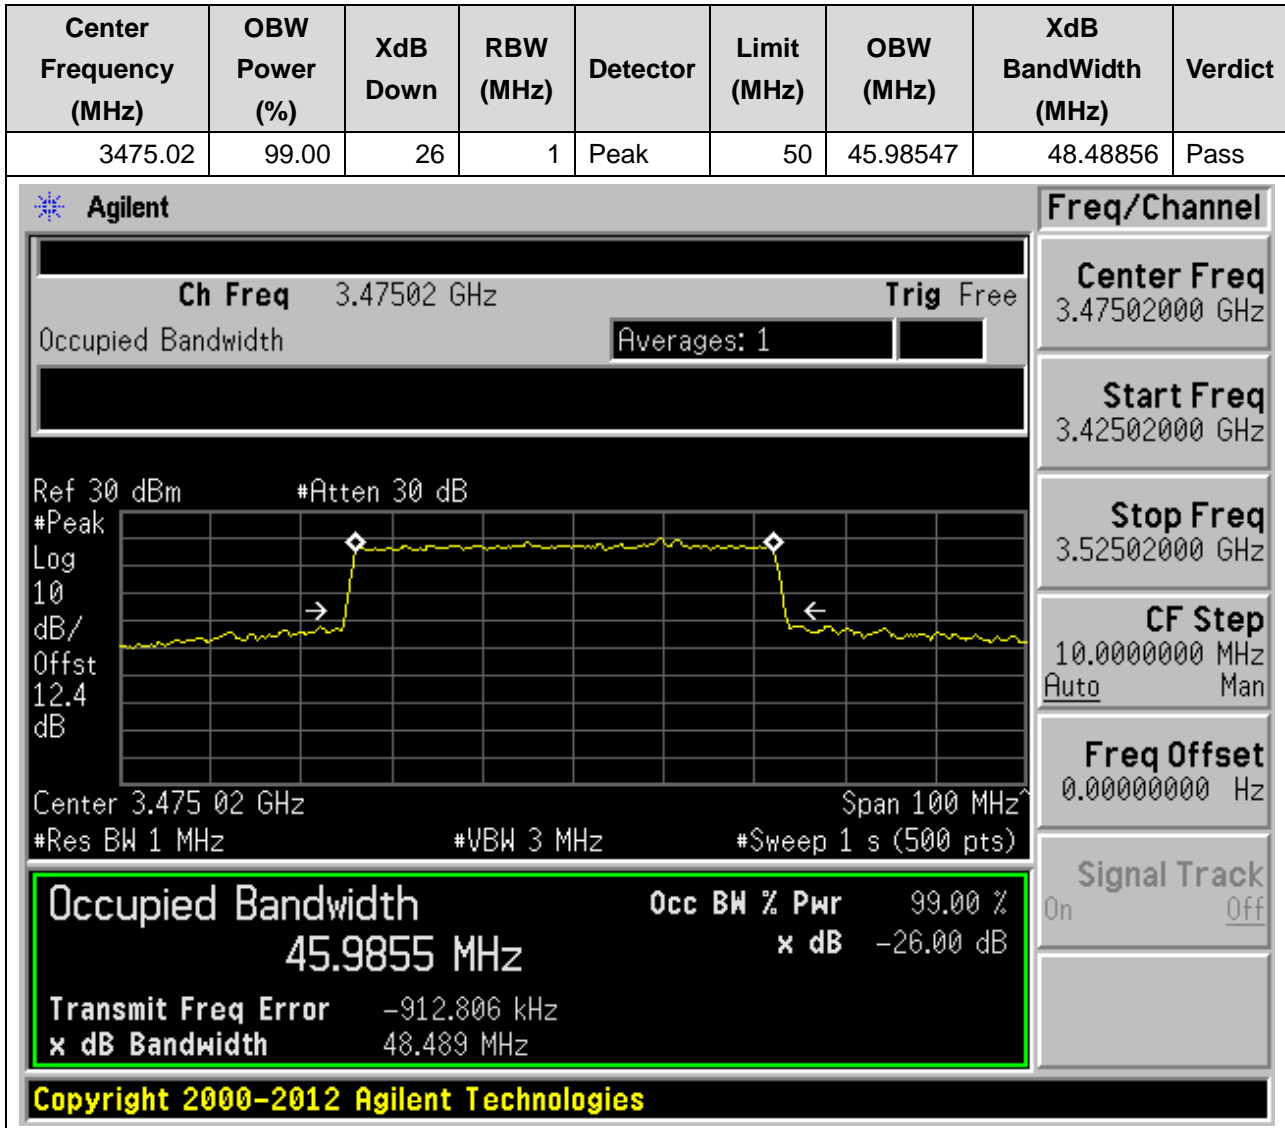 Center Frequency (MHz) OBW Power (%) XdB Down RBW (MHz) Detector Limit (MHz) OBW (MHz) XdB BandWidth (MHz) Verdict
3475.02 99.00 26 1 Peak 50 45.98547 48.48856 Pass
Agilent
Freq/Channel
Ch Freq 3.47502 GHz Trig Free
Occupied Bandwidth Averages: 1
Center Freq
3.47502000 GHz
Start Freq
3.42502000 GHz
Stop Freq
3.52502000 GHz
CF Step
10.0000000 MHz
Auto Man
Freq Offset
0.00000000 Hz
Signal Track
On Off
Ref 30 dBm #Atten 30 dB
#Peak
Log
10
dB/
Offst
12.4
dB
Center 3.475 02 GHz Span 100 MHz^
#Res BW 1 MHz #VBW 3 MHz #Sweep 1 s (500 pts)
Occupied Bandwidth Occ BW % Pwr 99.00 %
45.9855 MHz x dB -26.00 dB
Transmit Freq Error -912.806 kHz
x dB Bandwidth 48.489 MHz
Copyright 2000-2012 Agilent Technologies